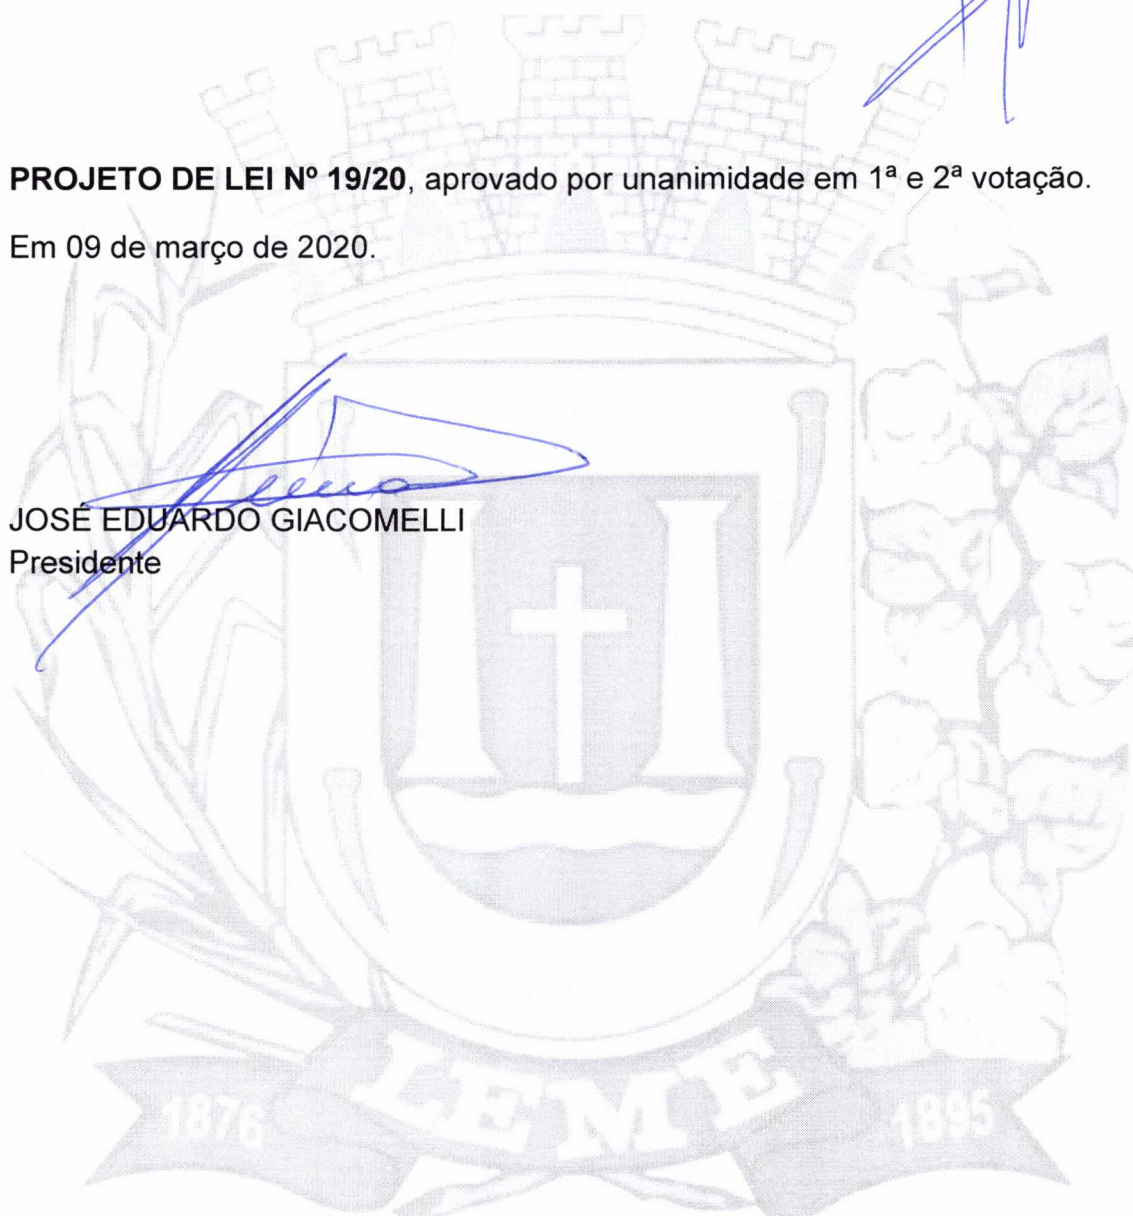 PROJETO DE LEI Nº 19/20, aprovado por unanimidade em 1ª e 2ª votação.
Em 09 de março de 2020.
JOSÉ EDUARDO GIACOMELLI
Presidente
1876 LEME 1895